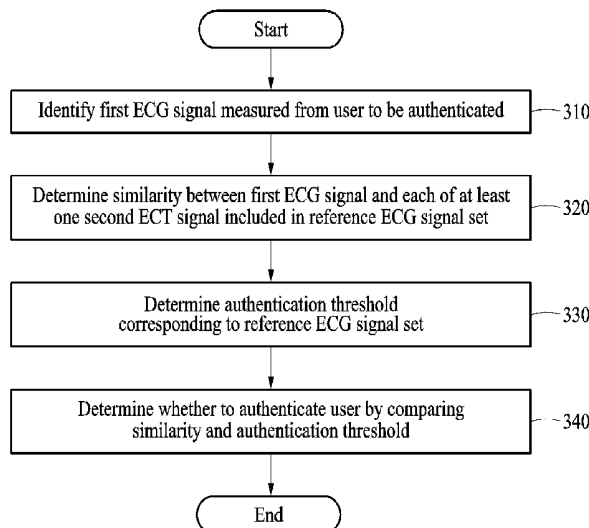 Start
Identify first ECG signal measured from user to be authenticated
310
Determine similarity between first ECG signal and each of at least
one second ECT signal included in reference ECG signal set
320
Determine authentication threshold
corresponding to reference ECG signal set
330
Determine whether to authenticate user by comparing
similarity and authentication threshold
340
End